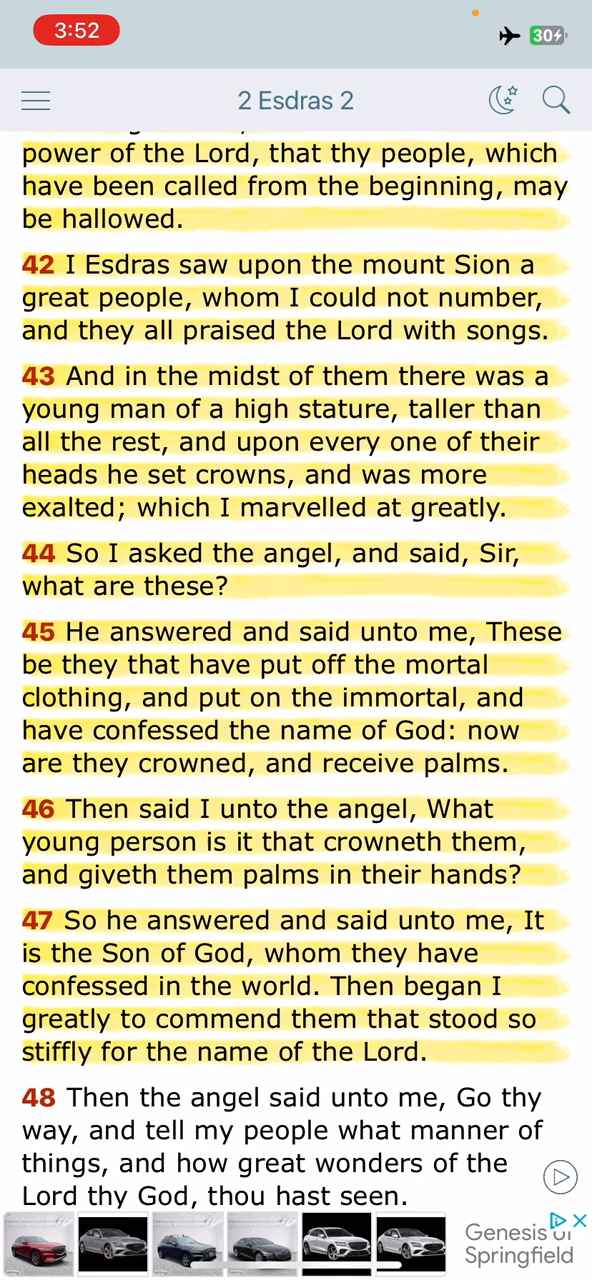 3:52
30
2 Esdras 2
power of the Lord, that thy people, which
have been called from the beginning, may
be hallowed.
42 I Esdras saw upon the mount Sion a
great people, whom I could not number,
and they all praised the Lord with songs.
43 And in the midst of them there was a
young man of a high stature, taller than
all the rest, and upon every one of their
heads he set crowns, and was more
exalted; which I marvelled at greatly.
44 So I asked the angel, and said, Sir,
what are these?
45 He answered and said unto me, These
be they that have put off the mortal
clothing, and put on the immortal, and
have confessed the name of God: now
are they crowned, and receive palms.
46 Then said I unto the angel, What
young person is it that crowneth them,
and giveth them palms in their hands?
47 So he answered and said unto me, It
is the Son of God, whom they have
confessed in the world. Then began I
greatly to commend them that stood so
stiffly for the name of the Lord.
48 Then the angel said unto me, Go thy
way, and tell my people what manner of
things, and how great wonders of the
Lord thy God, thou hast seen.
Genesis of
Springfield